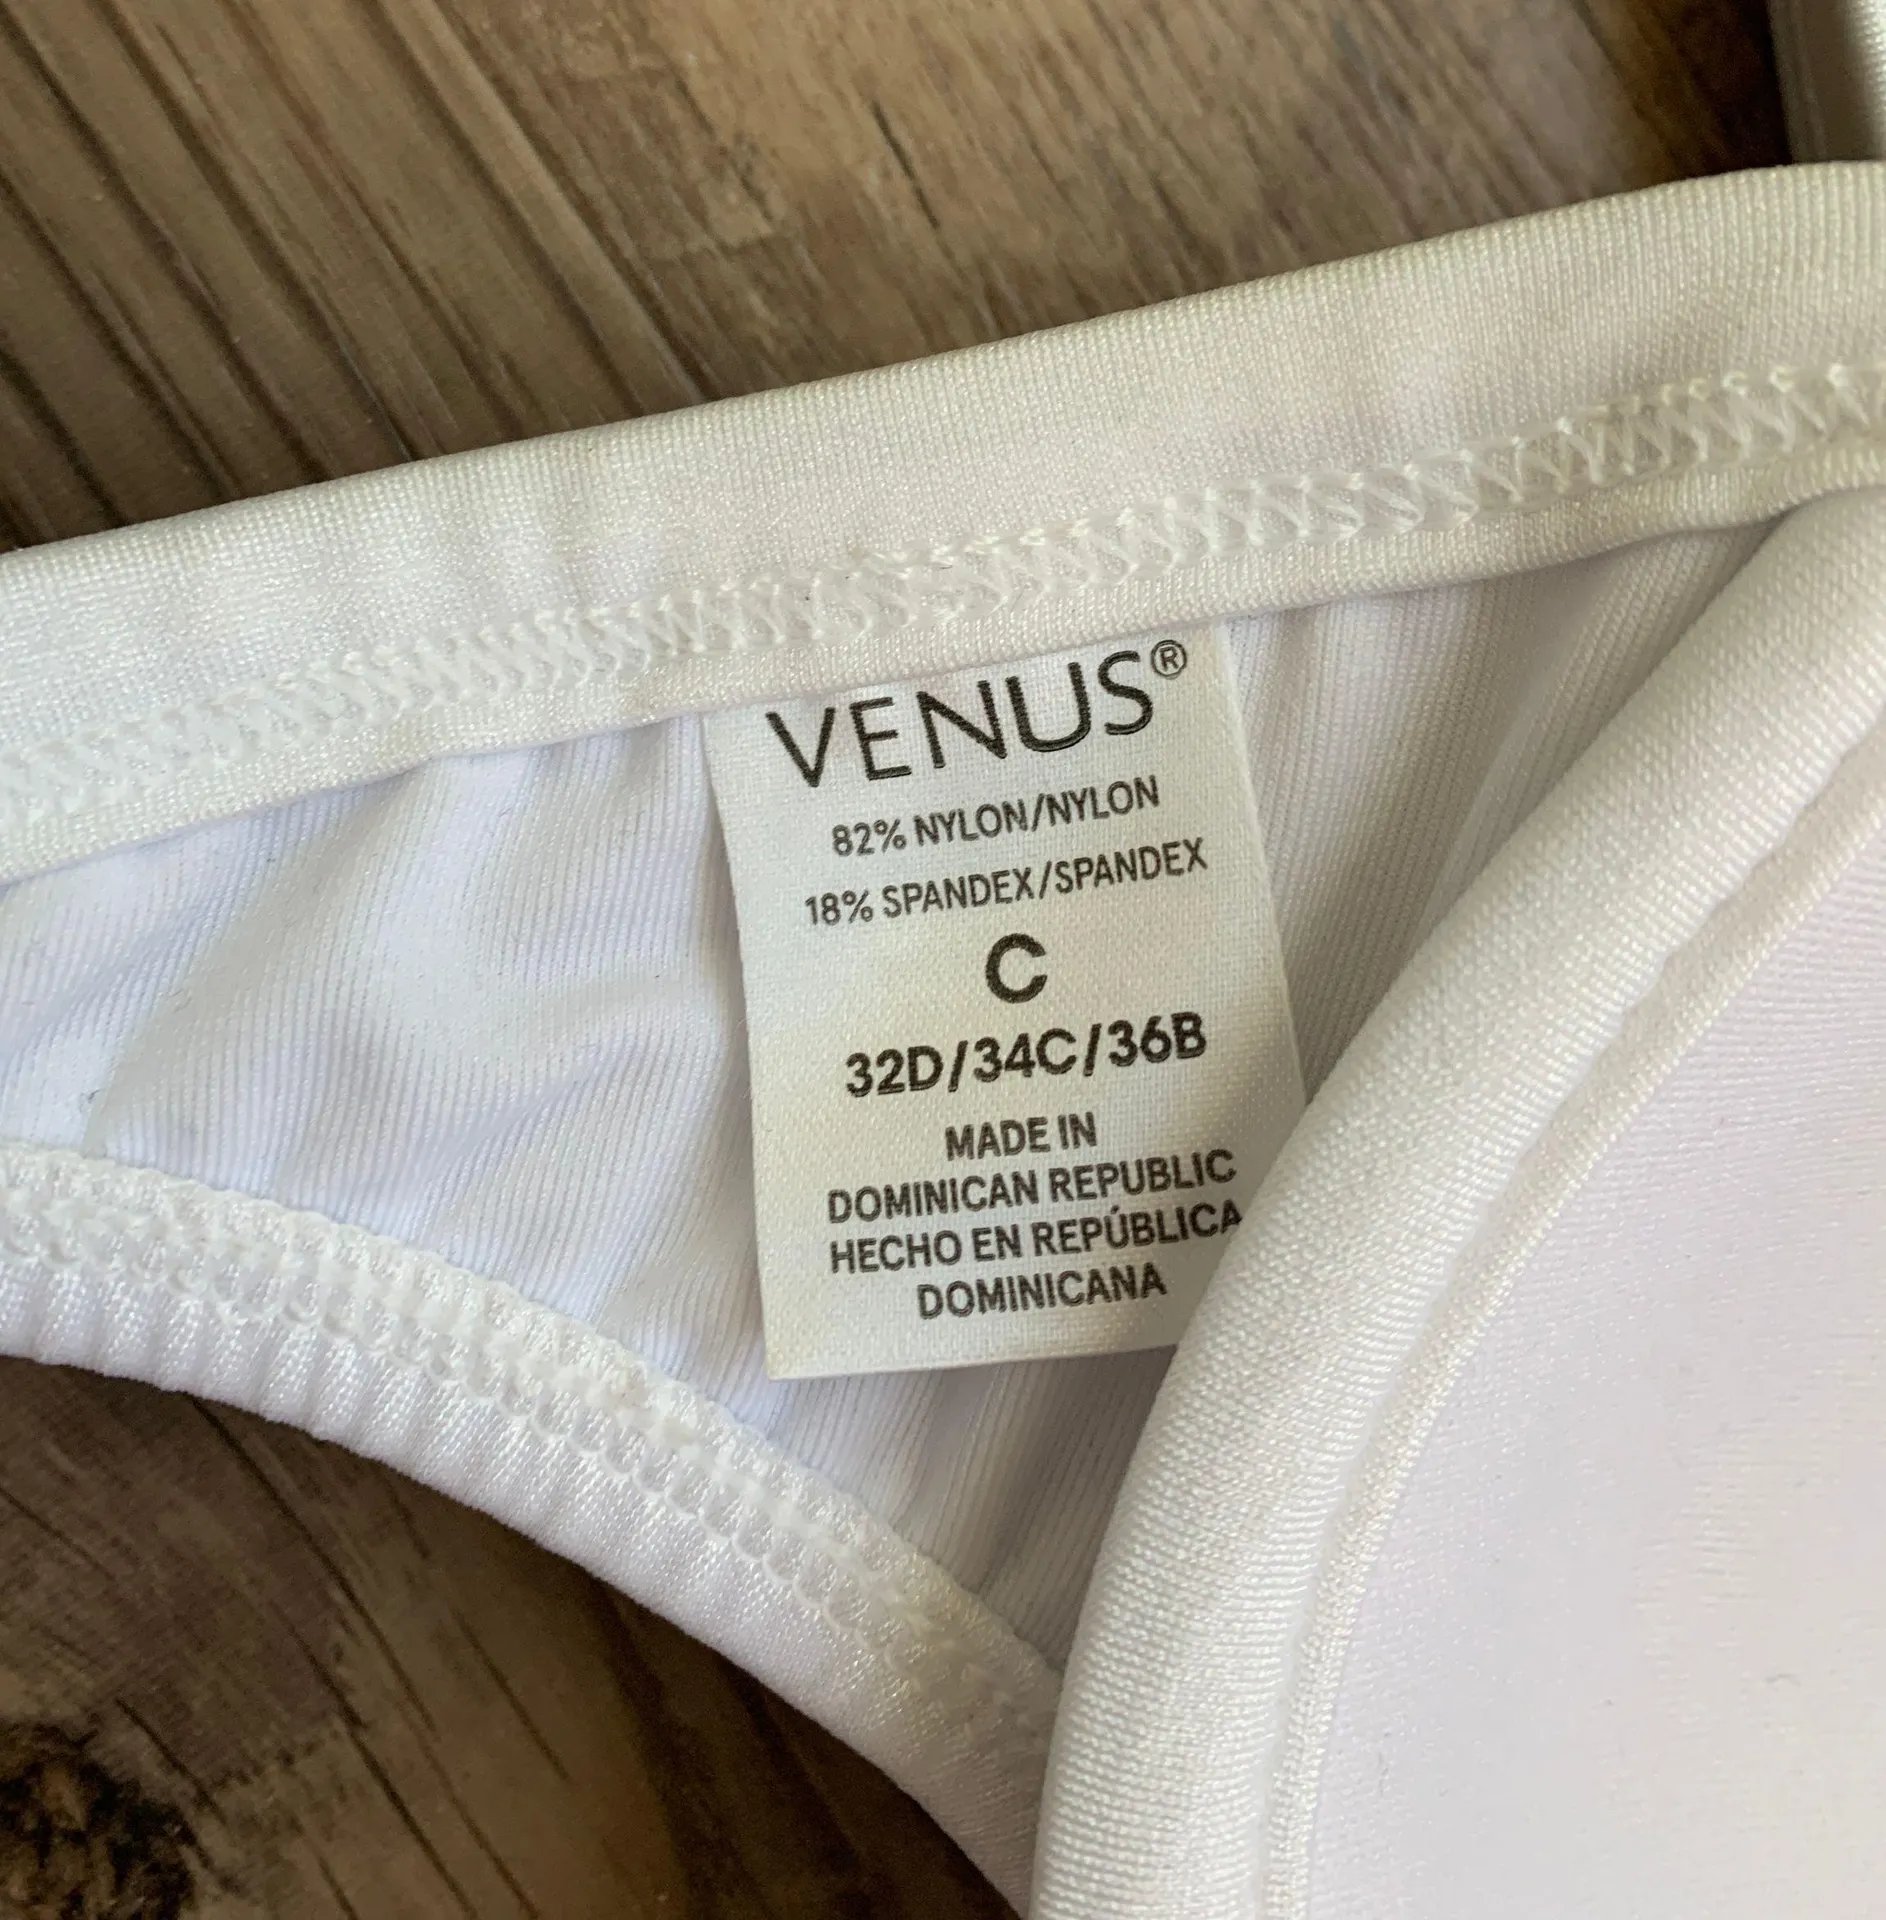 VENUS®
82% NYLON/NYLON
18% SPANDEX/SPANDEX
C
32D/34C/36B
MADE IN
DOMINICAN REPUBLIC
HECHO EN REPÚBLICA
DOMINICANA